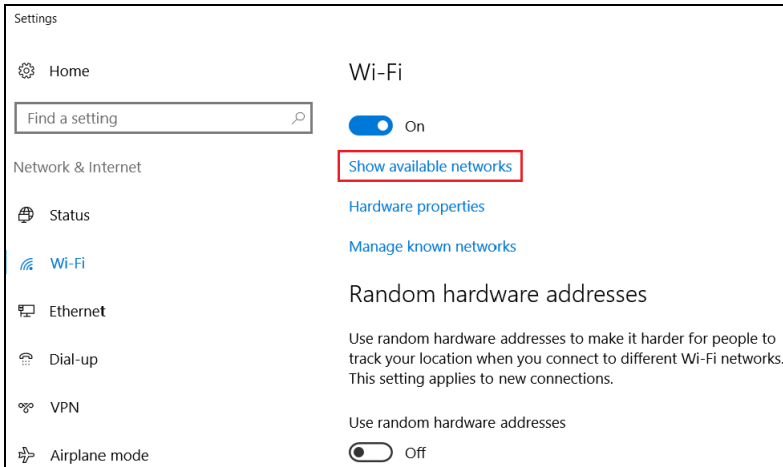 Settings
Home
Find a setting
Network & Internet
Status
Wi-Fi
Ethernet
Dial-up
VPN
Airplane mode
Wi-Fi
On
Show available networks
Hardware properties
Manage known networks
Random hardware addresses
Use random hardware addresses to make it harder for people to
track your location when you connect to different Wi-Fi networks.
This setting applies to new connections.
Use random hardware addresses
Off